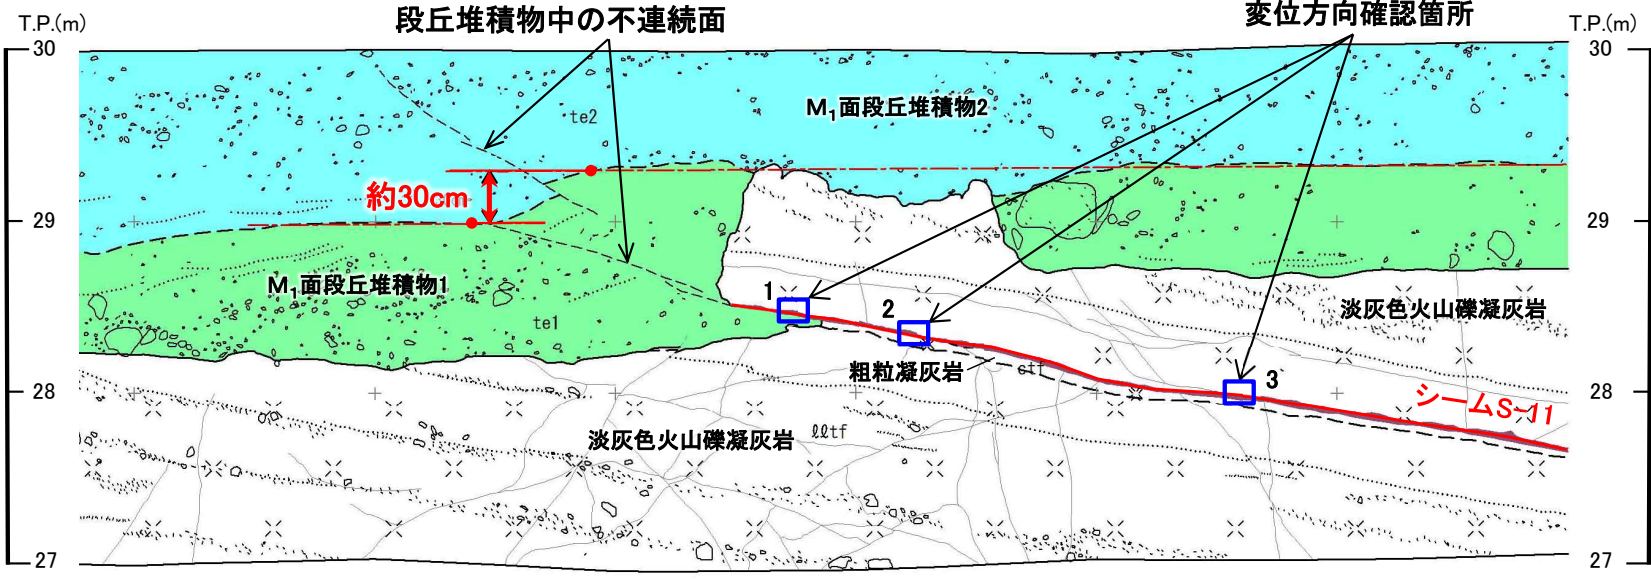 T.P.(m)
段丘堆積物中の不連続面
変位方向確認箇所
T.P.(m)
30
30
M₁面段丘堆積物2
te2
約30cm
29
29
M₁面段丘堆積物1
1
2
淡灰色火山礫凝灰岩
te1
粗粒凝灰岩
ctf
3
28
28
シームS-11
淡灰色火山礫凝灰岩
ℓℓtf
27
27